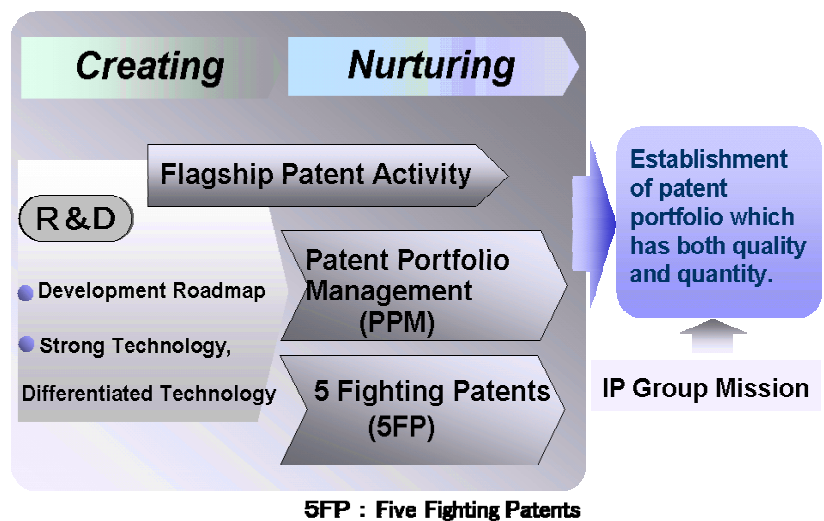 Creating
Nurturing
Flagship Patent Activity
R&D
Development Roadmap
Strong Technology,
Differentiated Technology
Patent Portfolio
Management
(PPM)
5 Fighting Patents
(5FP)
Establishment
of patent
portfolio which
has both quality
and quantity.
IP Group Mission
5FP : Five Fighting Patents